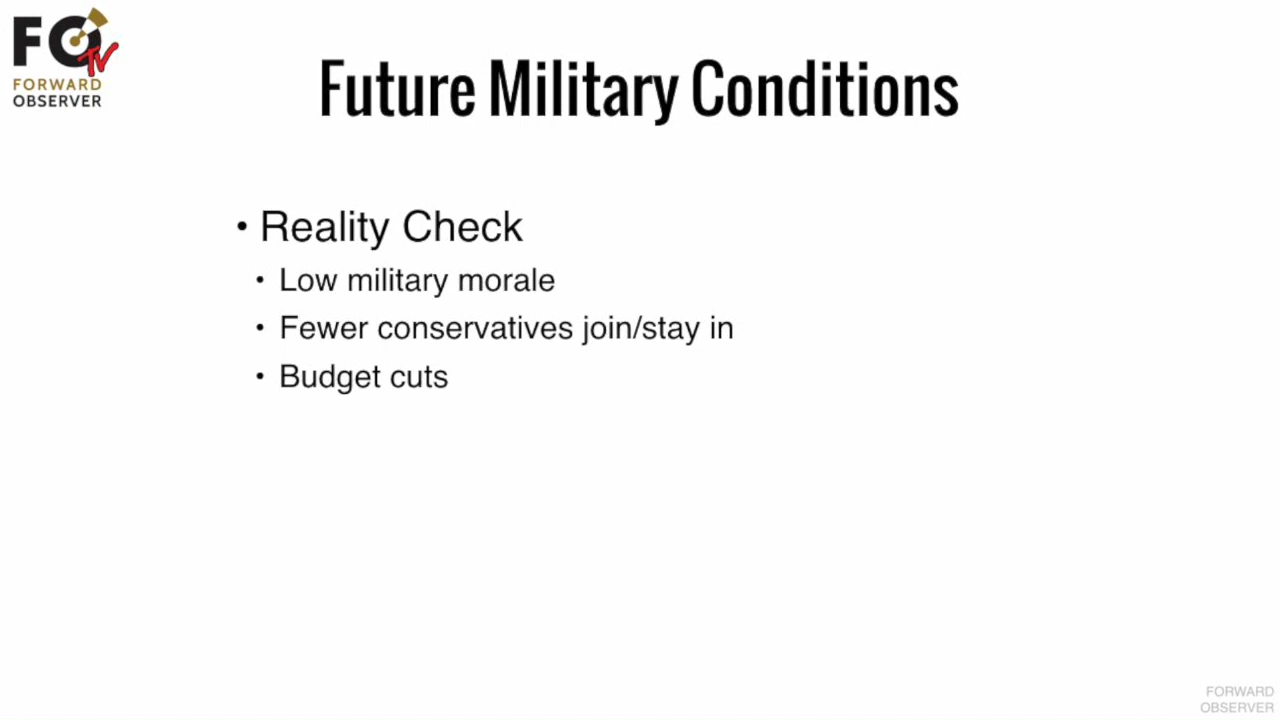 FO
TV
FORWARD
OBSERVER
Future Military Conditions
• Reality Check
• Low military morale
• Fewer conservatives join/stay in
• Budget cuts
FORWARD
OBSERVER